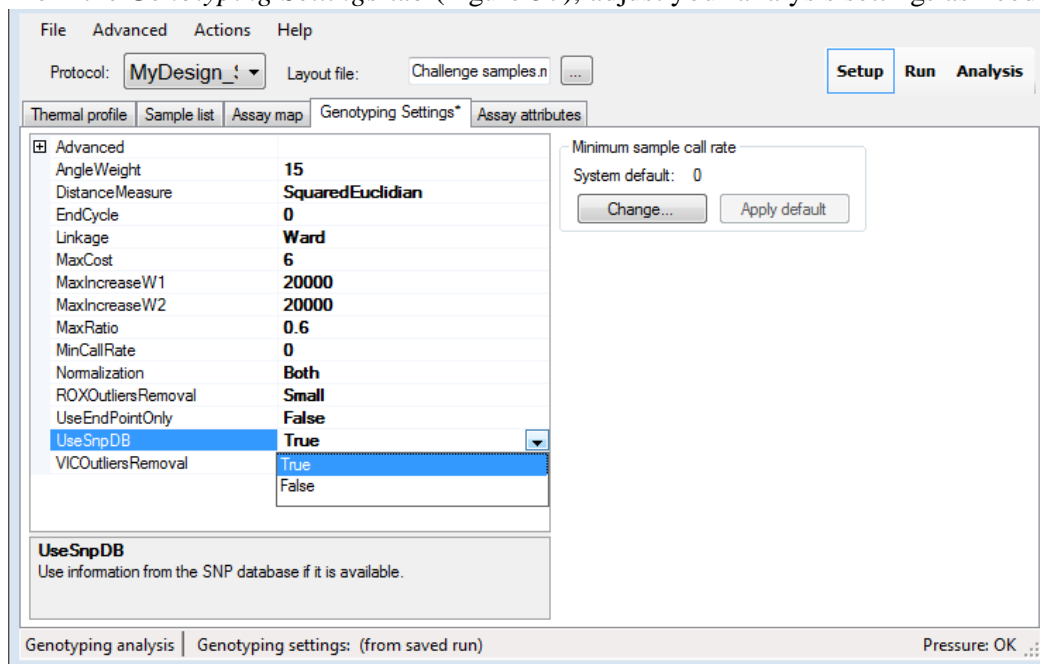 File Advanced Actions Help
Protocol: MyDesign_ Layout file: Challenge samples.n ... Setup Run Analysis
Thermal profile Sample list Assay map Genotyping Settings* Assay attributes
Advanced
AngleWeight 15
DistanceMeasure SquaredEuclidian
EndCycle 0
Linkage Ward
MaxCost 6
MaxIncreaseW1 20000
MaxIncreaseW2 20000
MaxRatio 0.6
MinCallRate 0
Normalization Both
ROXOutliersRemoval Small
UseEndPointOnly False
UseSnpDB True
VICOutliersRemoval
True
False
Minimum sample call rate
System default: 0
Change... Apply default
UseSnpDB
Use information from the SNP database if it is available.
Genotyping analysis Genotyping settings: (from saved run) Pressure: OK